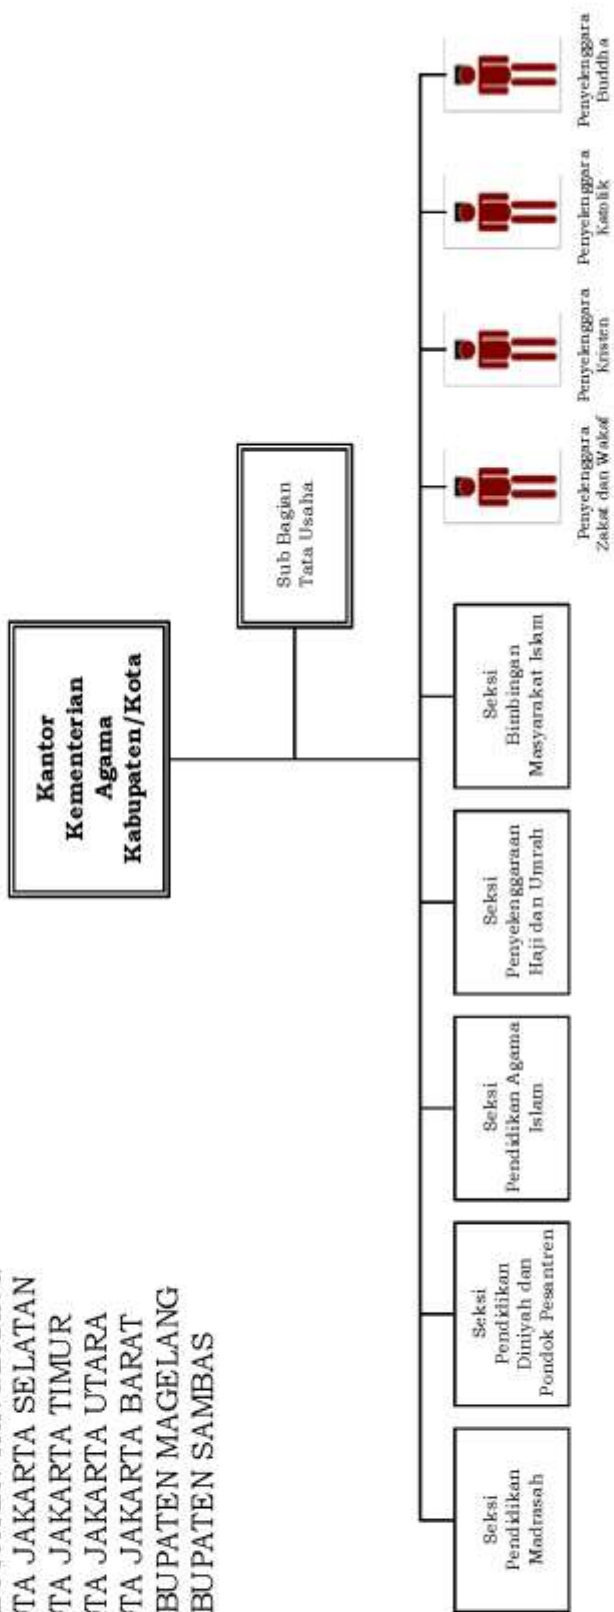 TA JAKARTA SELATAN
TA JAKARTA TIMUR
TA JAKARTA UTARA
TA JAKARTA BARAT
BUPATEN MAGELANG
BUPATEN SAMBAS
Kantor
Kementerian
Agama
Kabupaten/Kota
Sub Bagian
Tata Usaha
Seksi
Pendidikan
Madrasah
Seksi
Pendidikan
Diniyah dan
Pondok Pesantren
Seksi
Pendidikan Agama
Islam
Seksi
Penyelenggaraan
Haji dan Umrah
Seksi
Bimbingan
Masyarakat Islam
Penyelenggara
Zakat dan Wakaf
Penyelenggara
Kristen
Penyelenggara
Katolik
Penyelenggara
Buddha